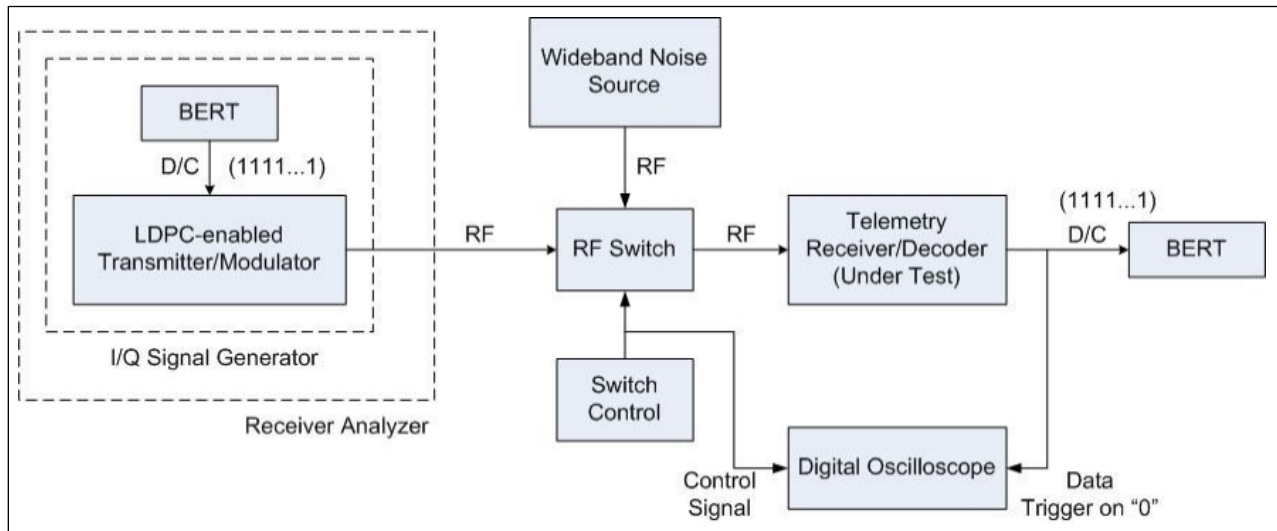 Wideband Noise
Source
BERT
D/C (1111...1)
LDPC-enabled
Transmitter/Modulator
I/Q Signal Generator
Receiver Analyzer
RF
RF
RF Switch
RF
Switch
Control
Telemetry
Receiver/Decoder
(Under Test)
(1111...1)
D/C
BERT
Digital Oscilloscope
Control
Signal
Data
Trigger on “0”